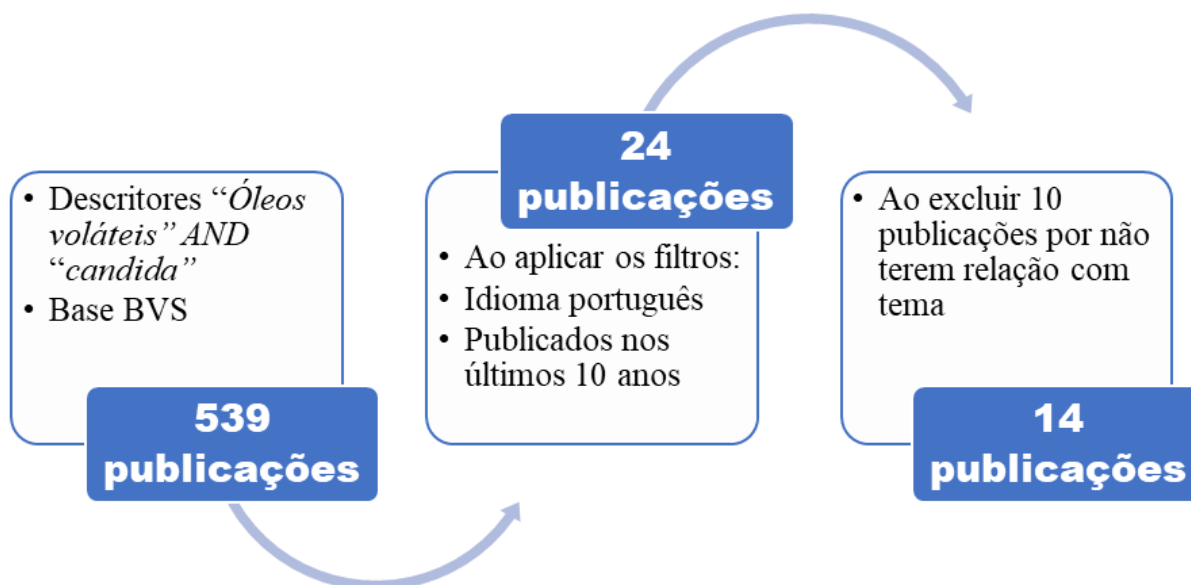 • Descritores “Óleos
voláteis” AND
“candida”
• Base BVS
539
publicações
24
publicações
• Ao aplicar os filtros:
• Idioma português
• Publicados nos
últimos 10 anos
• Ao excluir 10
publicações por não
terem relação com
tema
14
publicações